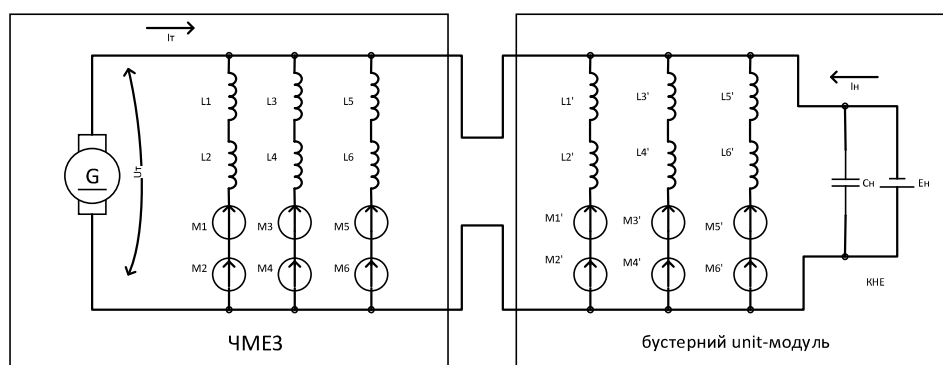 Iт
Iн
L1
L3
L5
L1'
L3'
L5'
L2
L4
L6
L2'
L4'
L6'
G
Uт
Cн
Eн
M1
M3
M5
M1'
M3'
M5'
M2
M4
M6
M2'
M4'
M6'
КНЕ
ЧМЕ3
бустерний unit-модуль